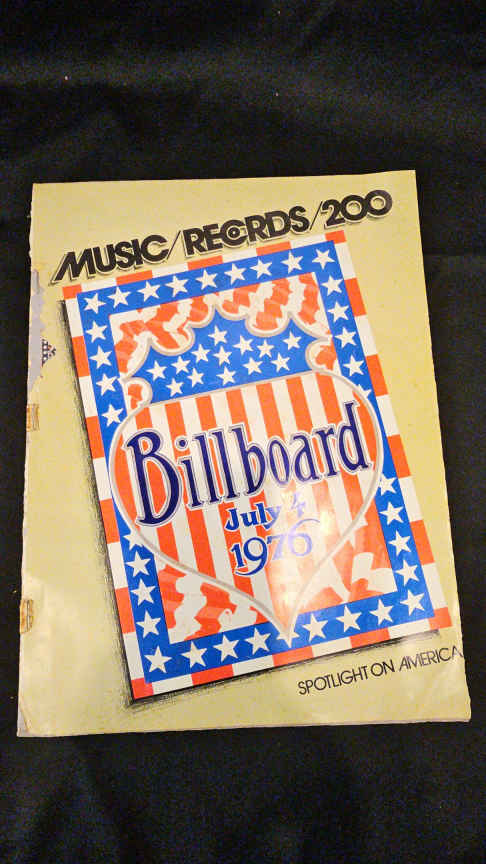 MUSIC/RECORDS/200
Billboard
July 4
1976
SPOTLIGHT ON AMERICA